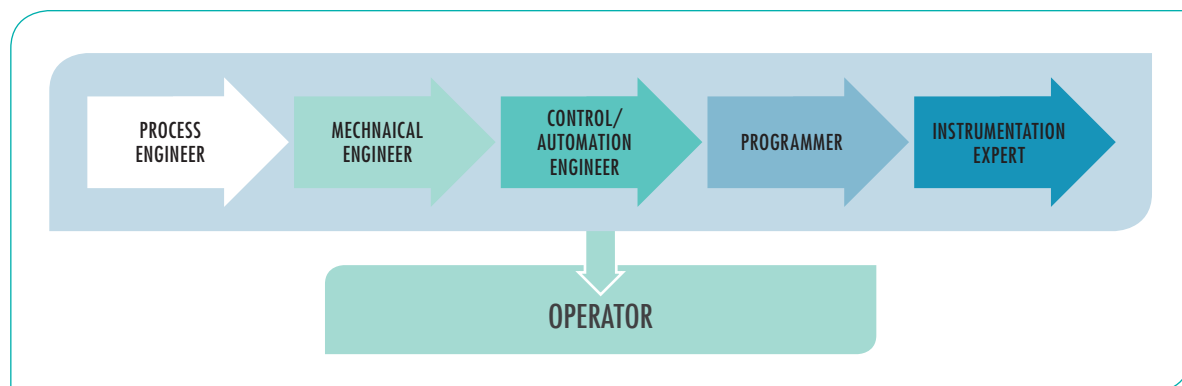 PROCESS
ENGINEER
MECHNAICAL
ENGINEER
CONTROL/
AUTOMATION
ENGINEER
PROGRAMMER
INSTRUMENTATION
EXPERT
OPERATOR